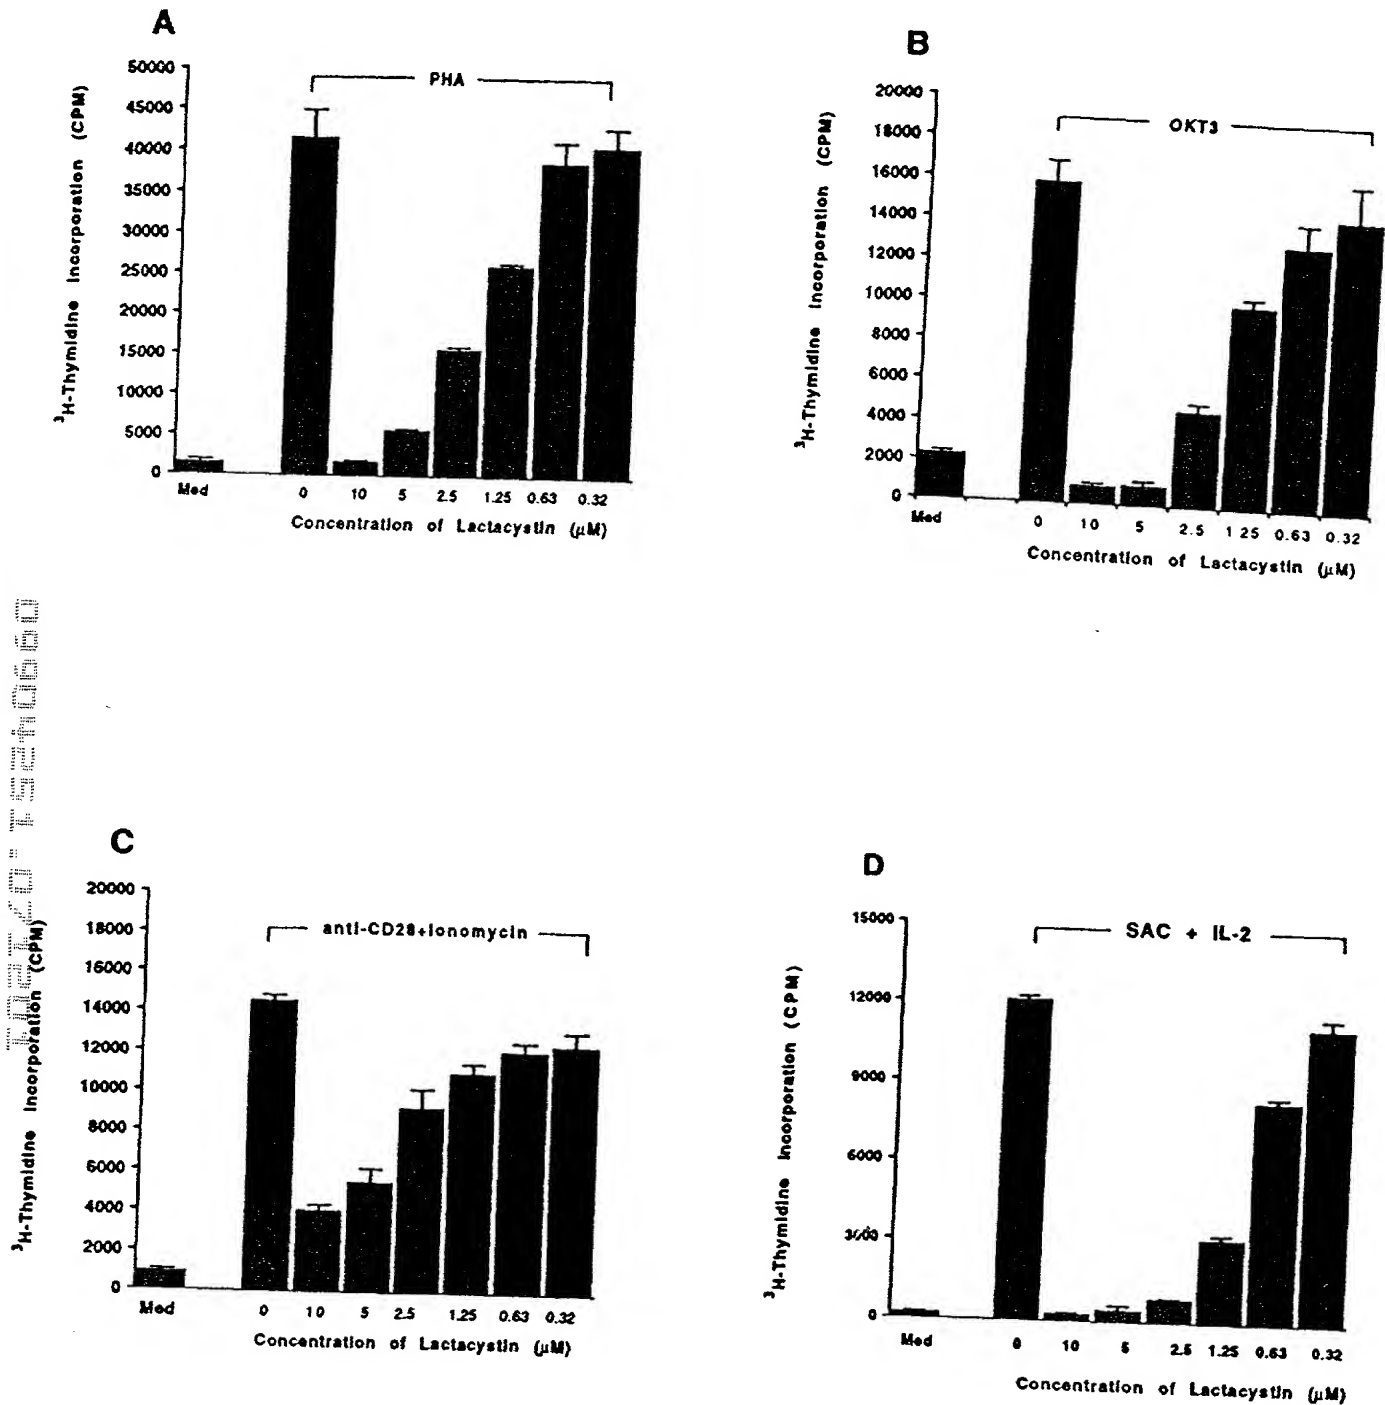 A
PHA
50000
45000
40000
35000
30000
25000
20000
15000
10000
5000
0
³H-Thymidine Incorporation (CPM)
Med 0 10 5 2.5 1.25 0.63 0.32
Concentration of Lactacystin (µM)
B
OKT3
20000
18000
16000
14000
12000
10000
8000
6000
4000
2000
0
³H-Thymidine Incorporation (CPM)
Med 0 10 5 2.5 1 25 0.63 0.32
Concentration of Lactacystin (µM)
C
anti-CD28+ionomycin
20000
18000
16000
14000
12000
10000
8000
6000
4000
2000
0
³H-Thymidine Incorporation (CPM)
Med 0 10 5 2.5 1.25 0.63 0.32
Concentration of Lactacystin (µM)
D
SAC + IL-2
15000
12000
9000
6000
3000
0
³H-Thymidine Incorporation (CPM)
Med 0 10 5 2.5 1.25 0.63 0.32
Concentration of Lactacystin (µM)